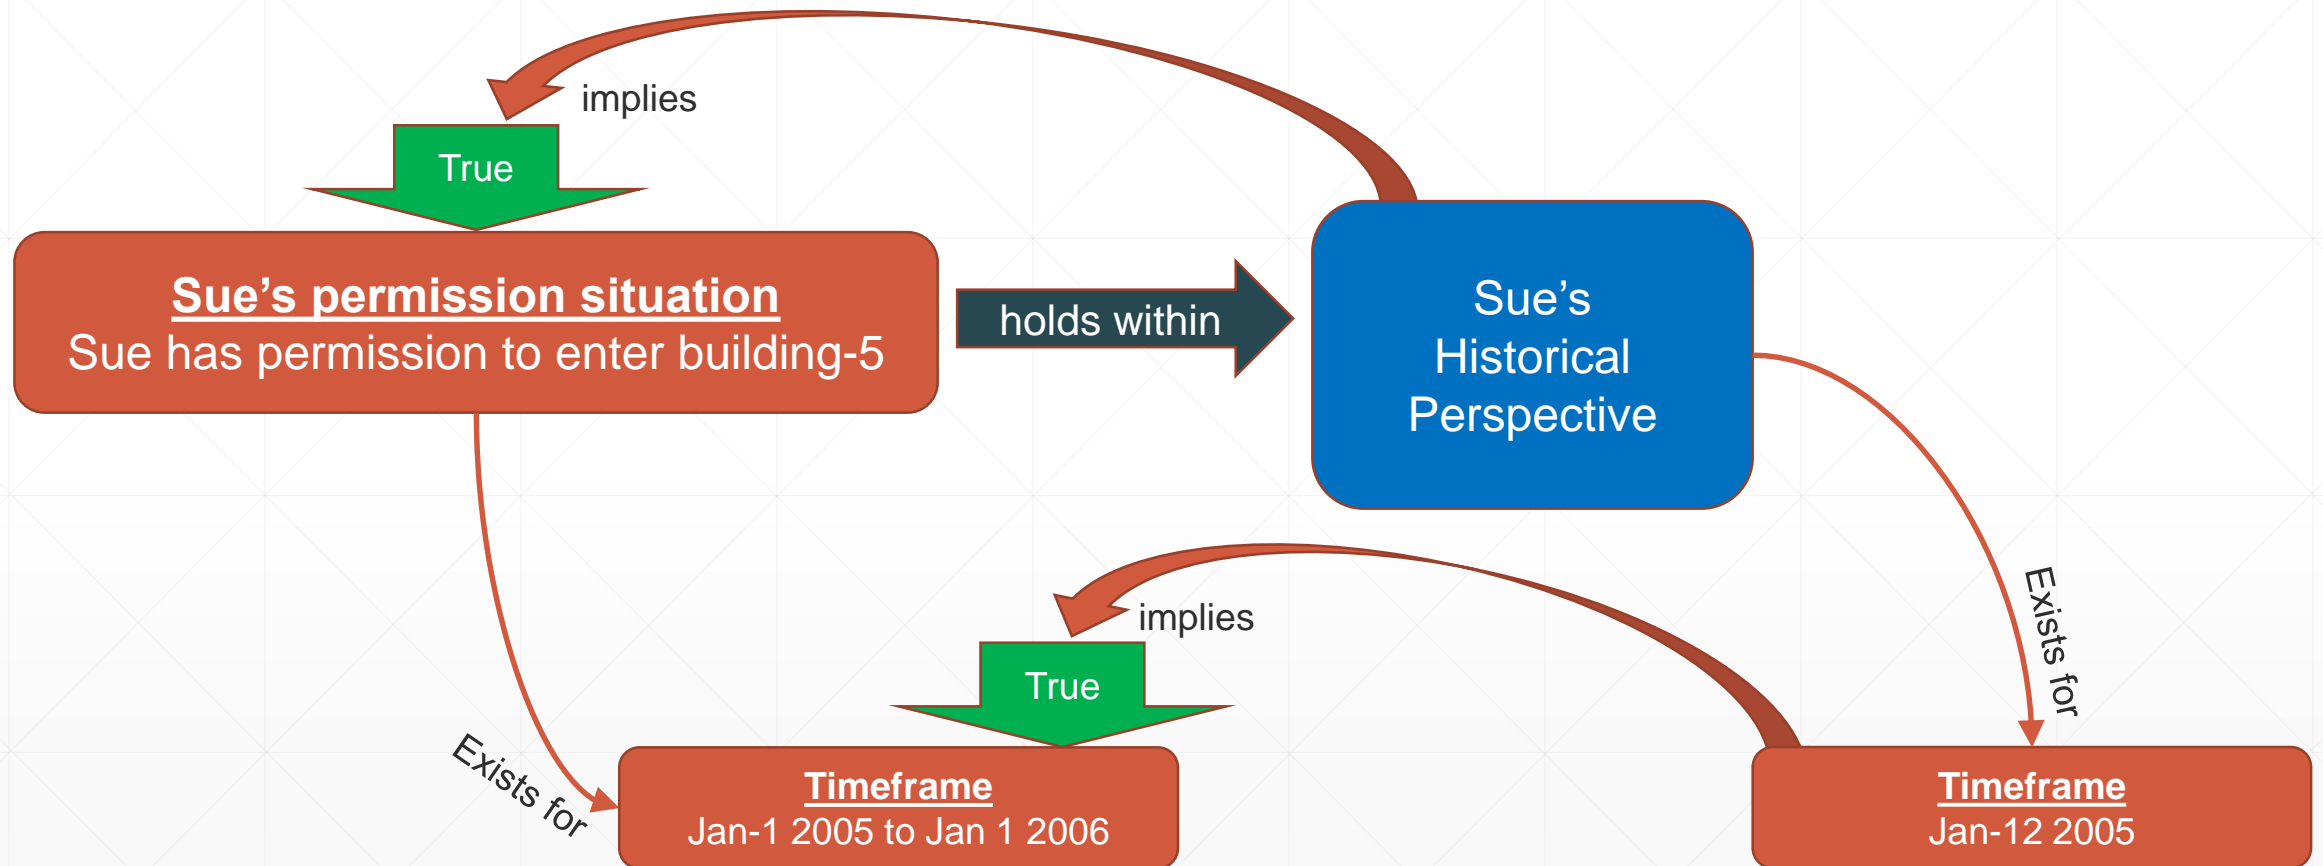 implies
True
Sue’s permission situation
Sue has permission to enter building-5
holds within
Sue’s
Historical
Perspective
implies
True
Exists for
Exists for
Timeframe
Jan-1 2005 to Jan 1 2006
Timeframe
Jan-12 2005